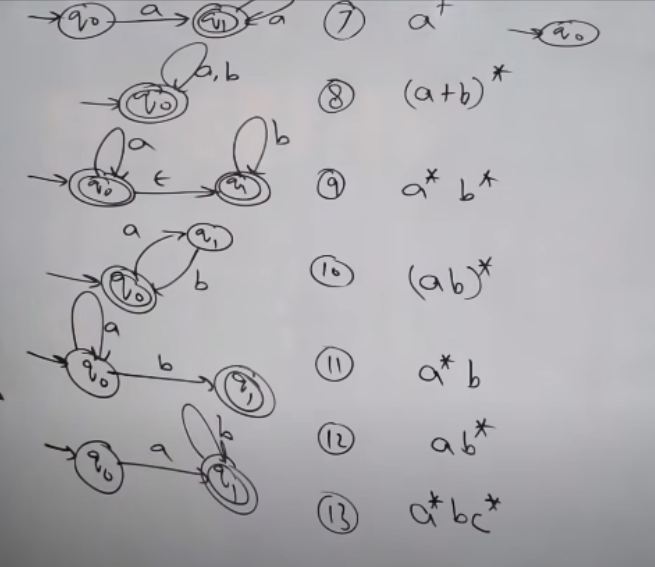 q0 a q1 a ⑦ a⁺ q0
q0 a, b ⑧ (a+b)*
q0 a ϵ q1 b ⑨ a* b*
q0 a q1 b ⑩ (ab)*
q0 a b q1 ⑪ a* b
q0 a q1 b ⑫ ab*
⑬ a* bc*